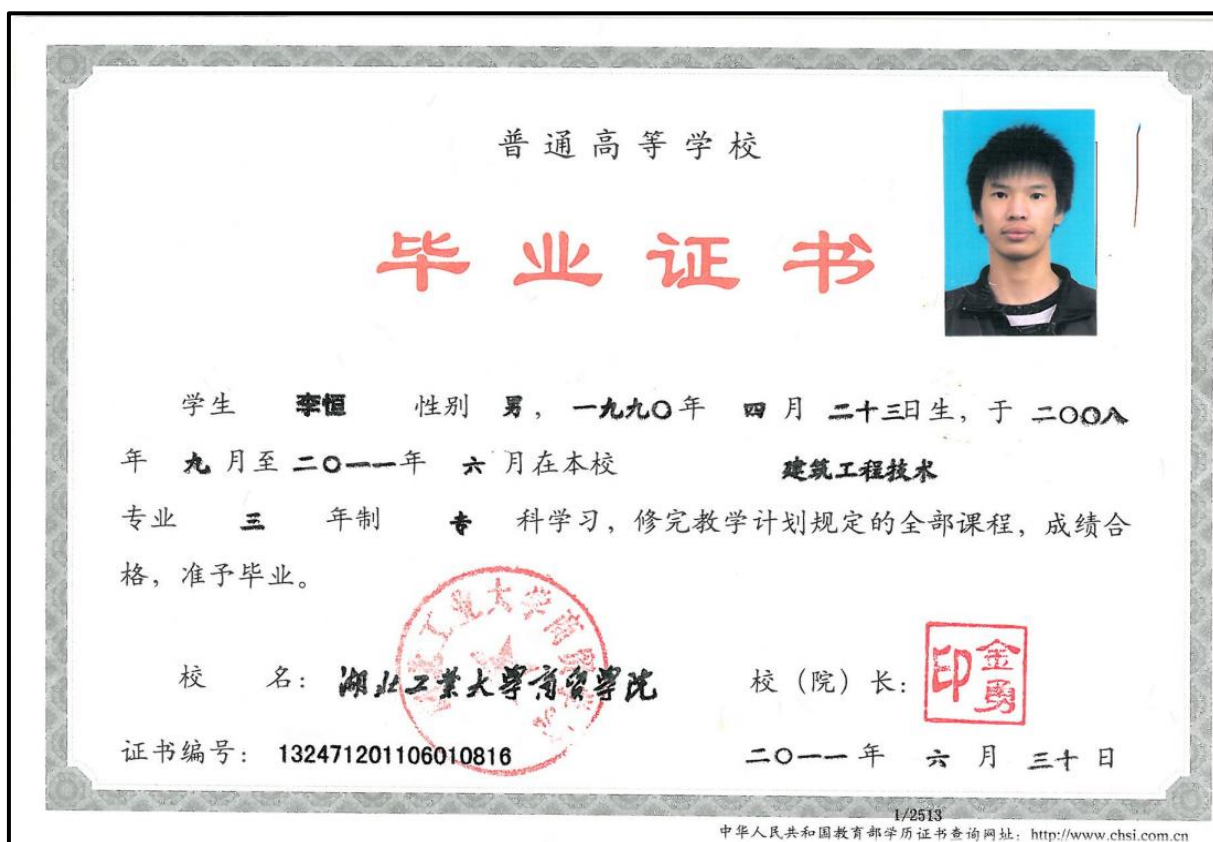 普通高等学校
毕业证书
学生 李恒 性别 男，一九九〇年 四 月 二十三日生，于 二〇〇八
年 九 月至 二〇一一年 六 月在本校 建筑工程技术
专业 三 年制 专 科学习，修完教学计划规定的全部课程，成绩合
格，准予毕业。
工业大学商贸
校 名：湖北工业大学商贸学院 校（院）长：
金勇印
证书编号：132471201106010816 二〇一一年 六 月 三十 日
1/2513
中华人民共和国教育部学历证书查询网址：http://www.chsi.com.cn